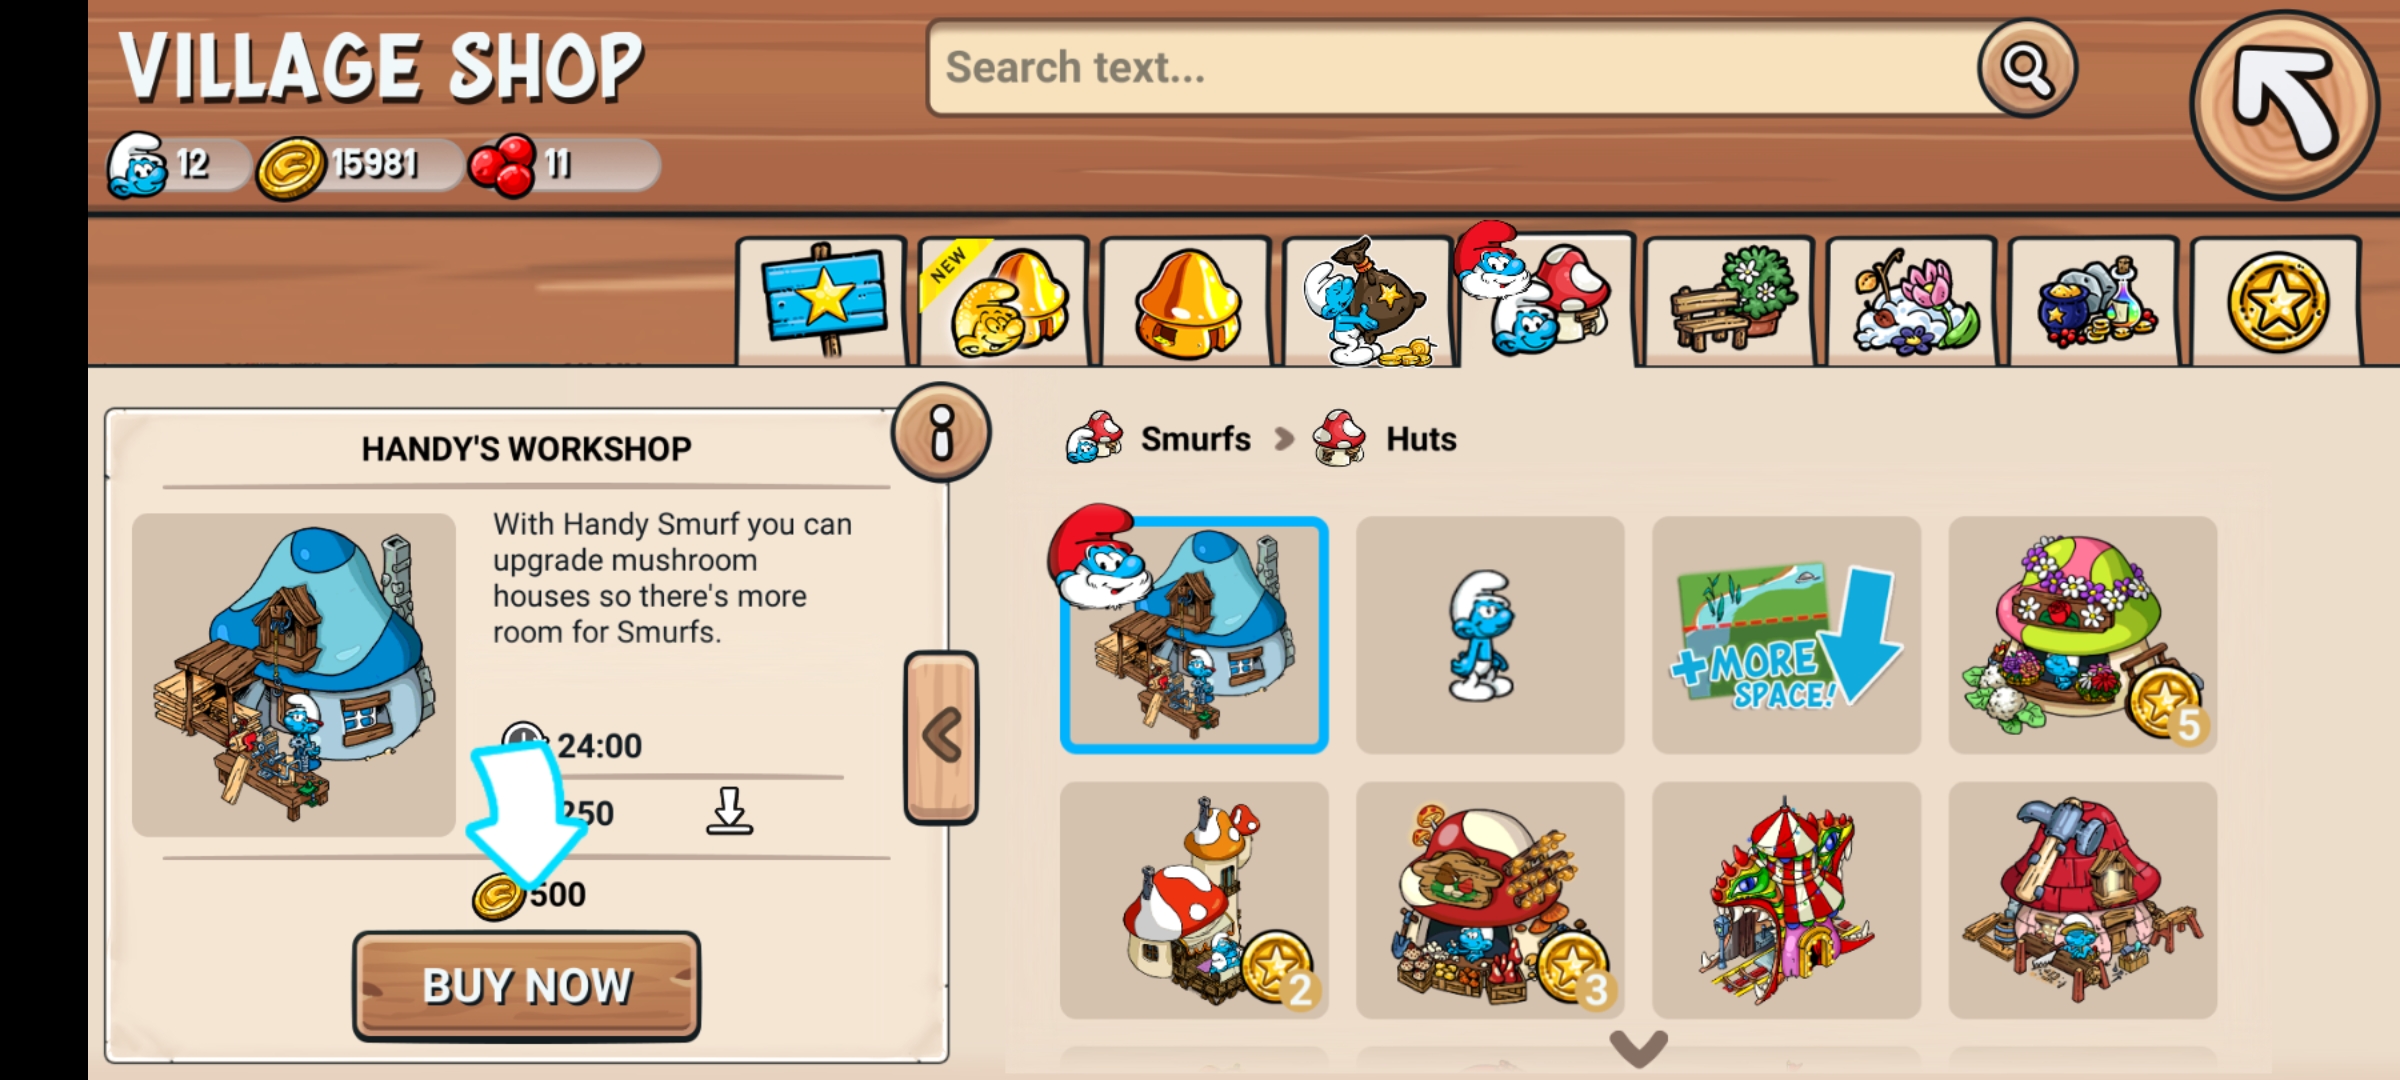 VILLAGE SHOP
Search text...
12
15981
11
NEW
Smurfs
Huts
HANDY'S WORKSHOP
With Handy Smurf you can
upgrade mushroom
houses so there's more
room for Smurfs.
24:00
250
500
BUY NOW
+MORE
SPACE!
5
2
3